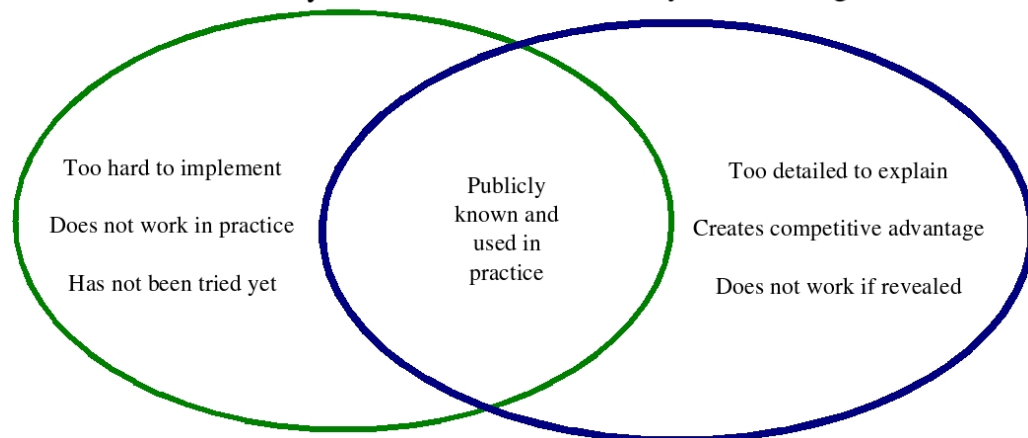 Too hard to implement
Does not work in practice
Has not been tried yet
Publicly
known and
used in
practice
Too detailed to explain
Creates competitive advantage
Does not work if revealed